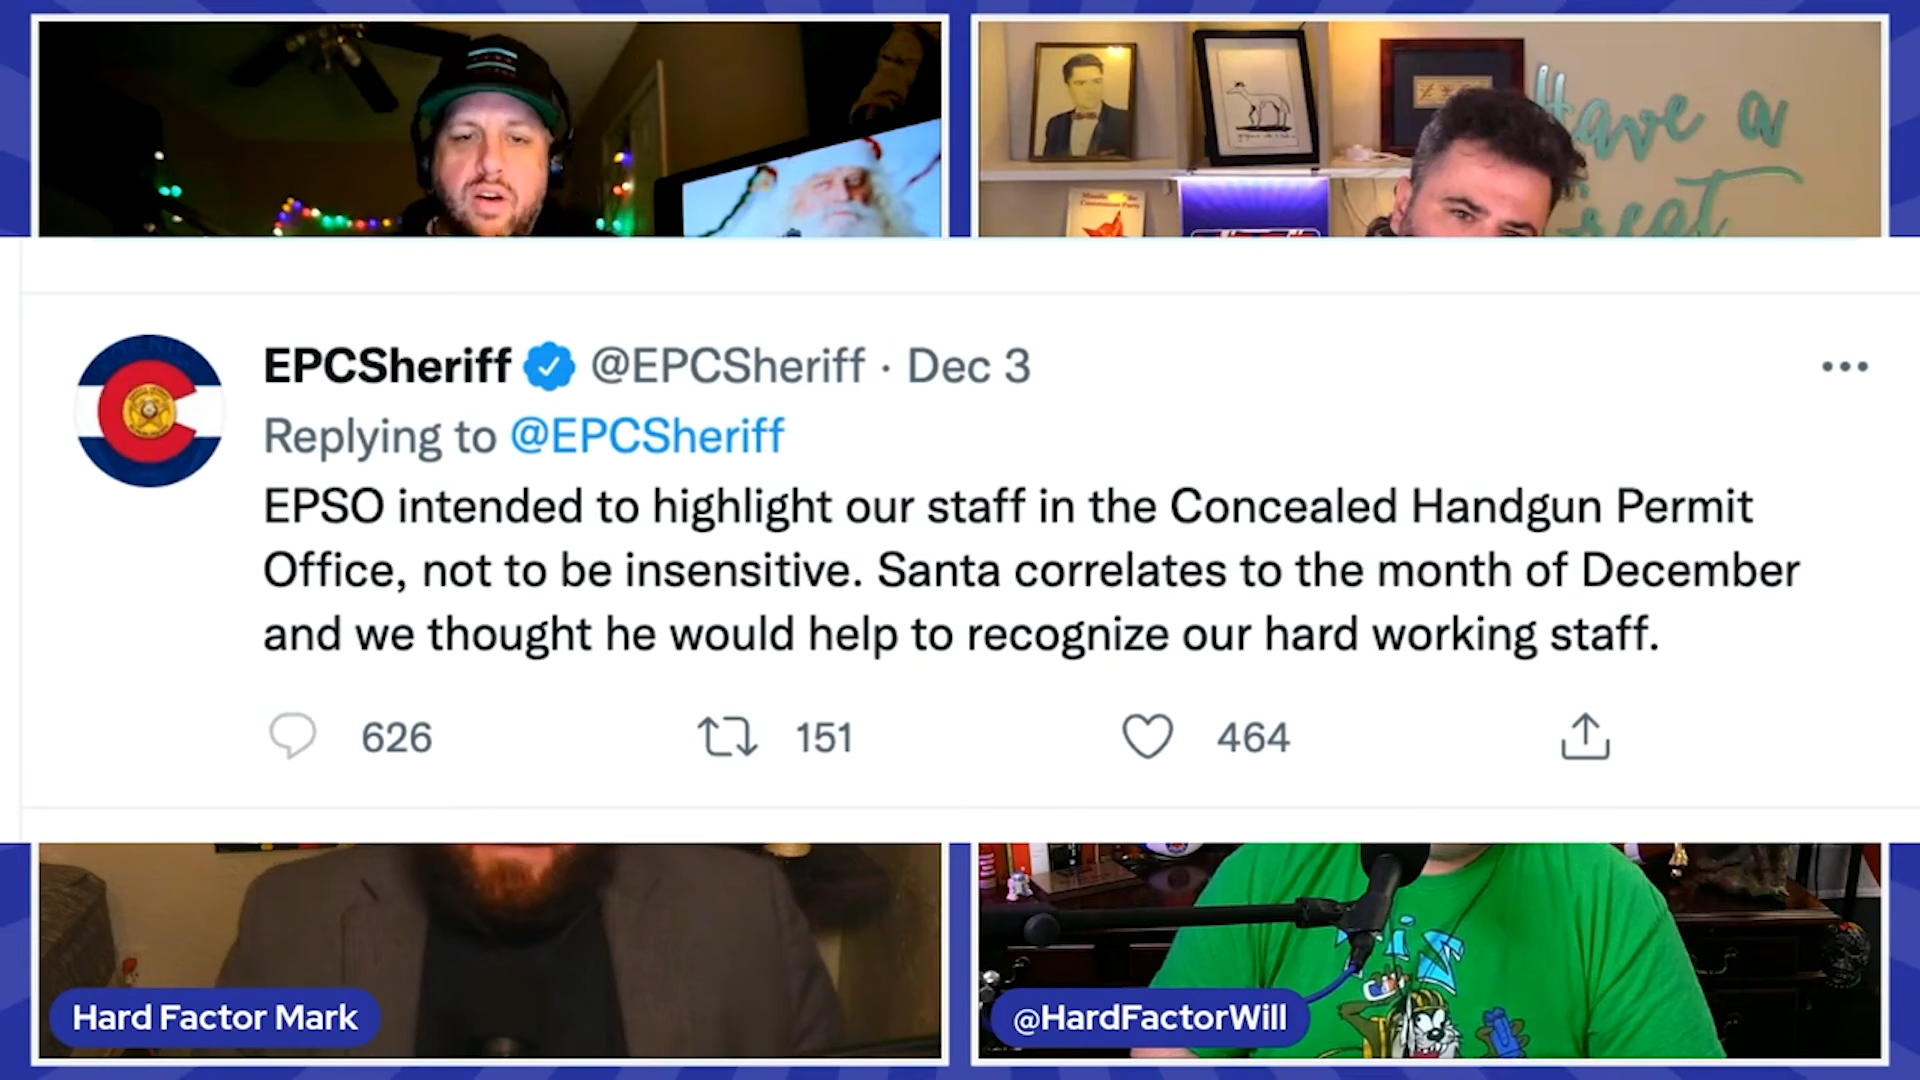 Have a
Great
EPCSheriff @EPCSheriff · Dec 3
Replying to @EPCSheriff
EPSO intended to highlight our staff in the Concealed Handgun Permit
Office, not to be insensitive. Santa correlates to the month of December
and we thought he would help to recognize our hard working staff.
626 151 464
Hard Factor Mark
@HardFactorWill